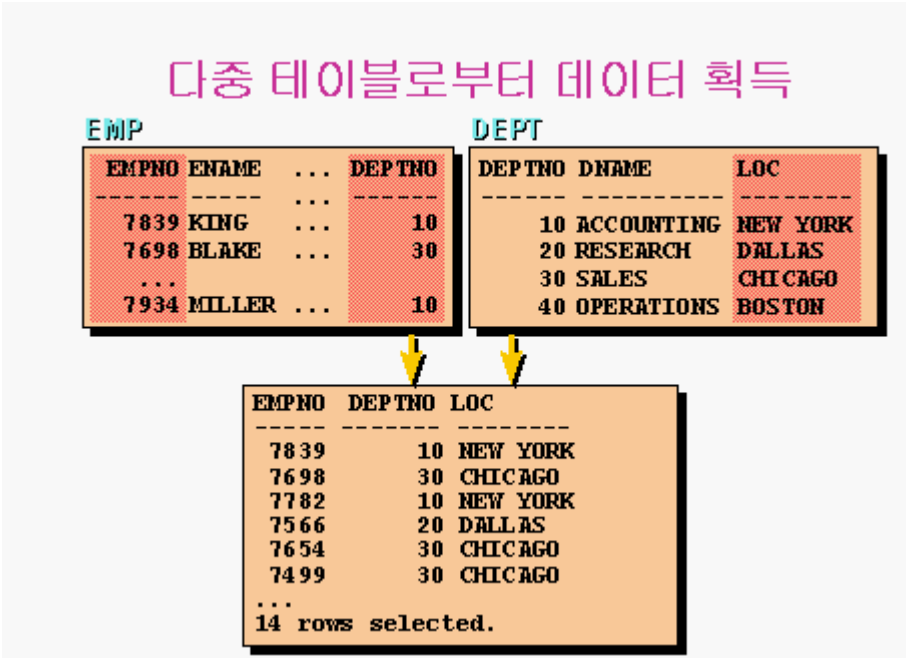 다중 테이블로부터 데이터 획득
EMP
EMPNO ENAME ... DEPTNO
------ ----- ... ------
7839 KING ... 10
7698 BLAKE ... 30
...
7934 MILLER ... 10
DEPT
DEPTNO DNAME LOC
------ ---------- --------
10 ACCOUNTING NEW YORK
20 RESEARCH DALLAS
30 SALES CHICAGO
40 OPERATIONS BOSTON
EMPNO DEPTNO LOC
----- ------- --------
7839 10 NEW YORK
7698 30 CHICAGO
7782 10 NEW YORK
7566 20 DALLAS
7654 30 CHICAGO
7499 30 CHICAGO
...
14 rows selected.